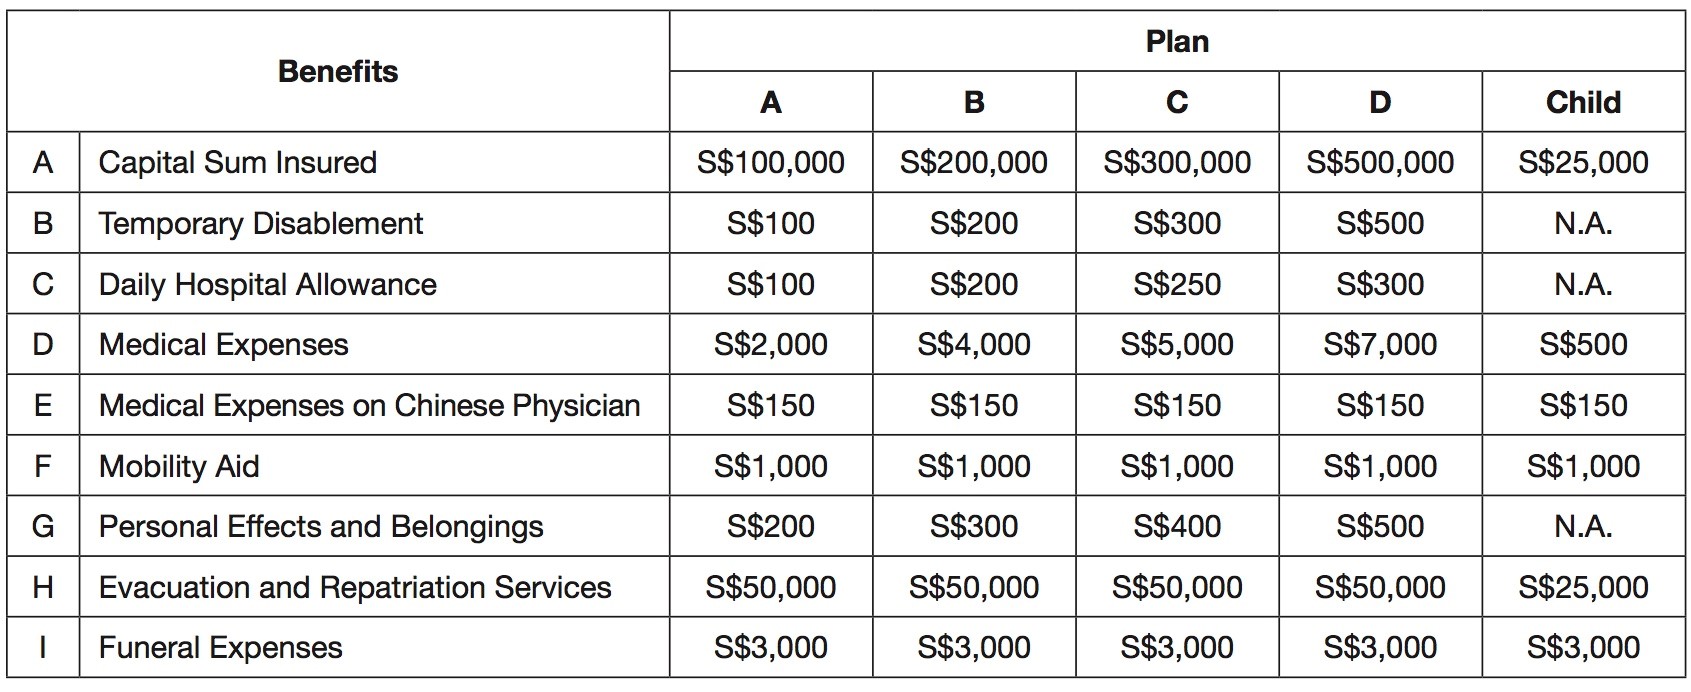 Benefits Plan
A B C D Child
A Capital Sum Insured S$100,000 S$200,000 S$300,000 S$500,000 S$25,000
B Temporary Disablement S$100 S$200 S$300 S$500 N.A.
C Daily Hospital Allowance S$100 S$200 S$250 S$300 N.A.
D Medical Expenses S$2,000 S$4,000 S$5,000 S$7,000 S$500
E Medical Expenses on Chinese Physician S$150 S$150 S$150 S$150 S$150
F Mobility Aid S$1,000 S$1,000 S$1,000 S$1,000 S$1,000
G Personal Effects and Belongings S$200 S$300 S$400 S$500 N.A.
H Evacuation and Repatriation Services S$50,000 S$50,000 S$50,000 S$50,000 S$25,000
I Funeral Expenses S$3,000 S$3,000 S$3,000 S$3,000 S$3,000